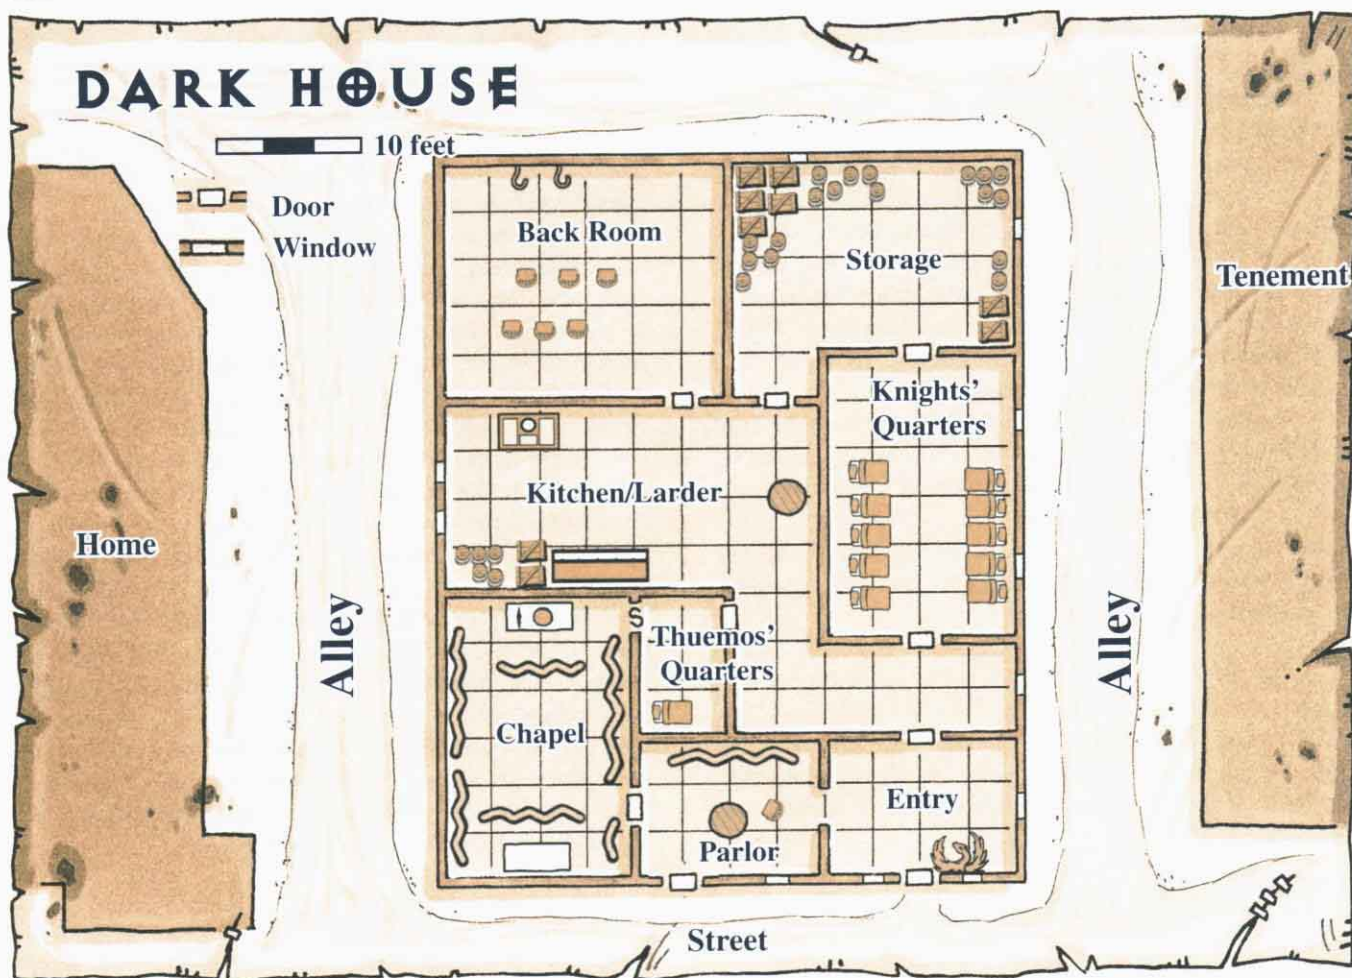 DARK HOUSE
10 feet
Door
Window
Back Room
Storage
Tenement
Knights'
Quarters
Kitchen/Larder
Home
Alley
Alley
S
Thuemos'
Quarters
Chapel
Entry
Parlor
Street